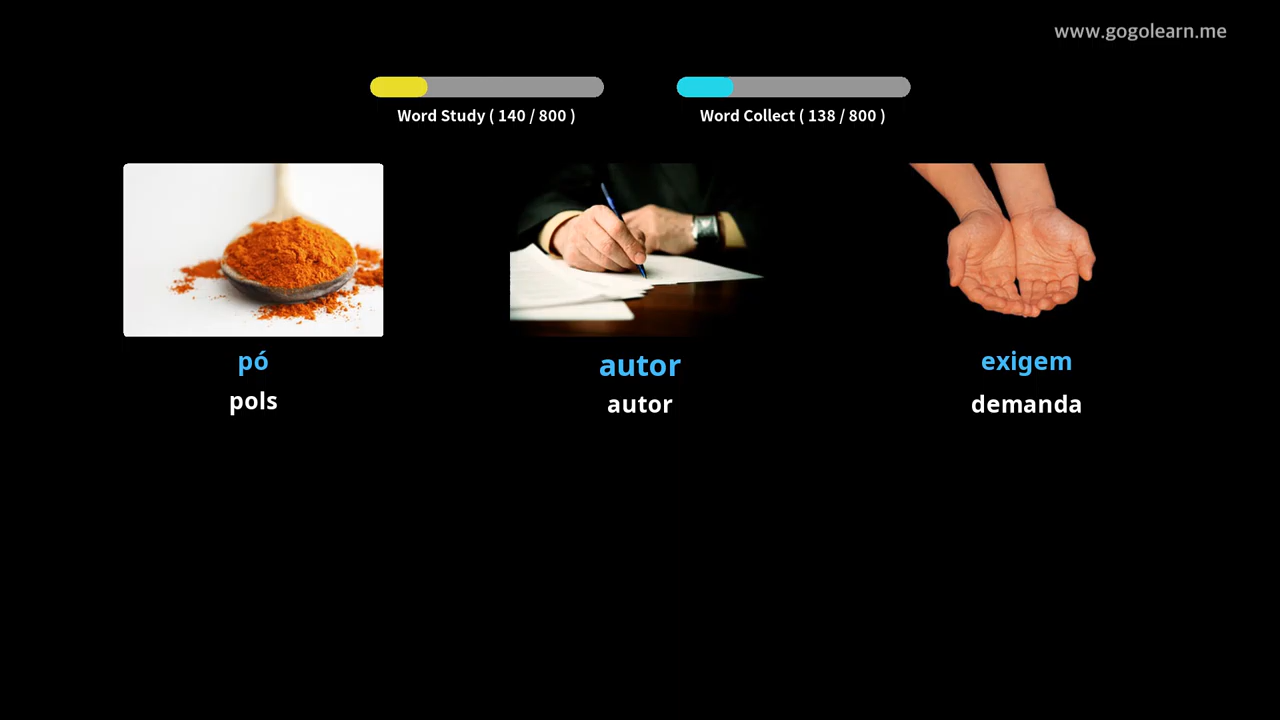 www.gogolearn.me
Word Study ( 140 / 800 )
Word Collect ( 138 / 800 )
pó
pols
autor
autor
exigem
demanda